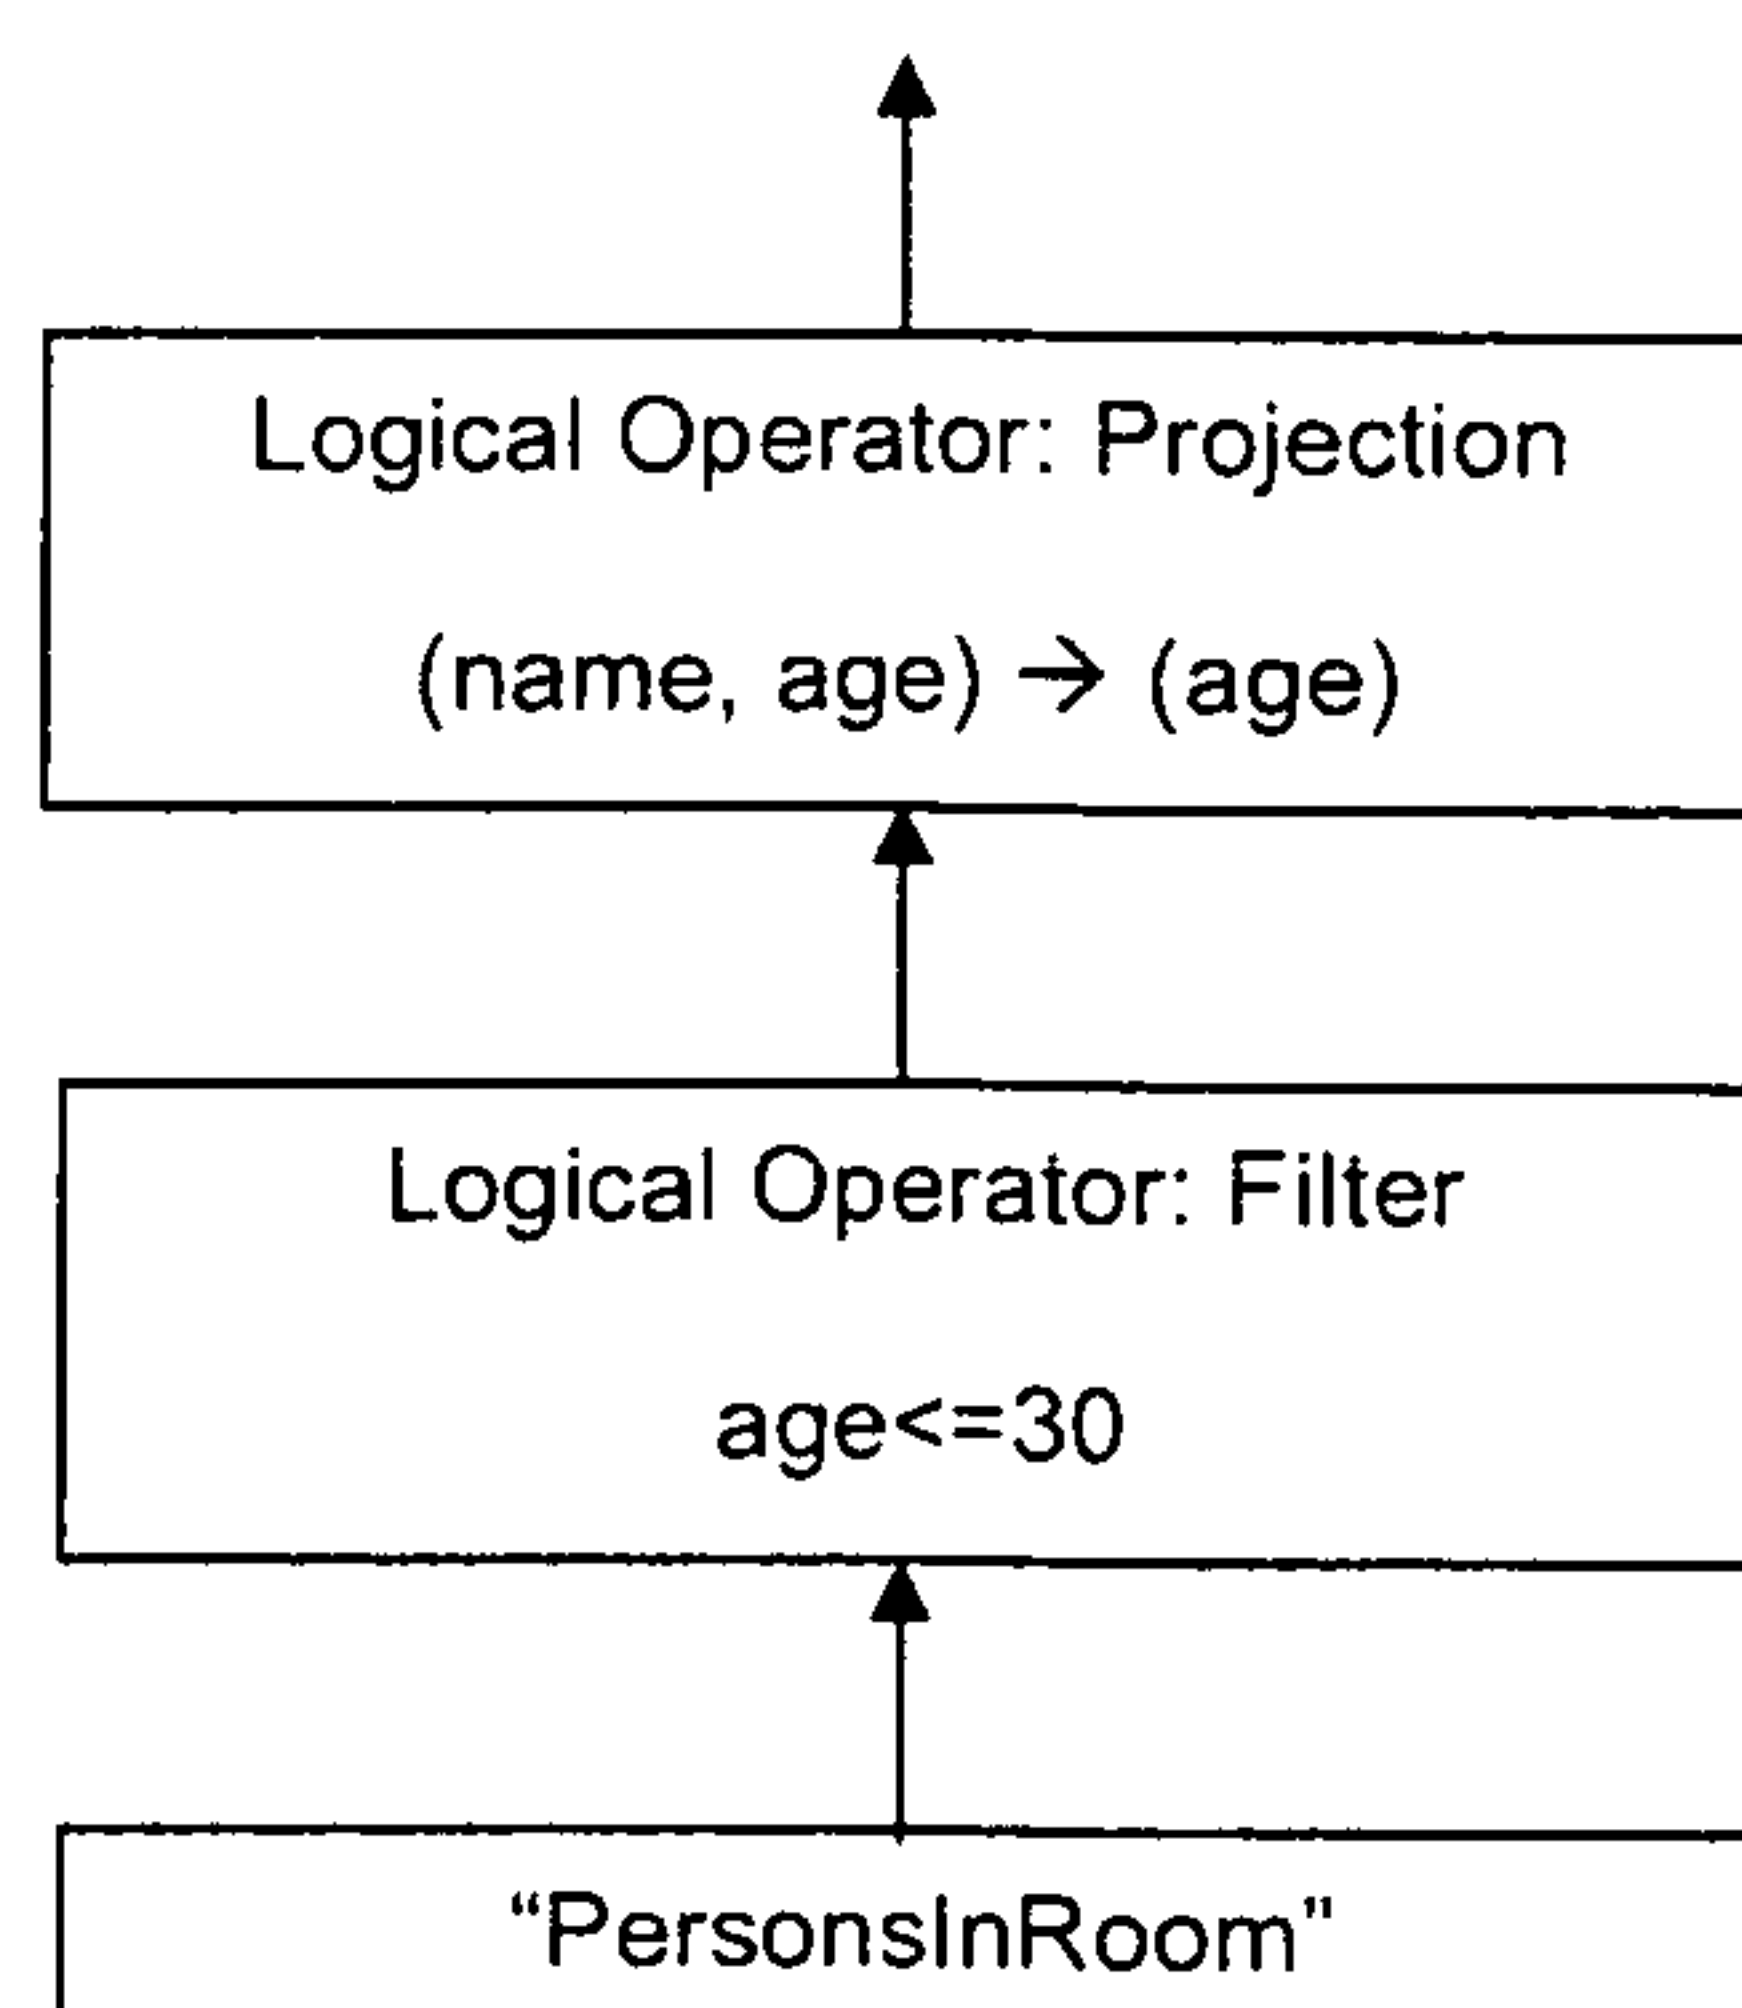 Logical Operator: Projection
(name, age) → (age)
Logical Operator: Filter
age<=30
“PersonsInRoom”